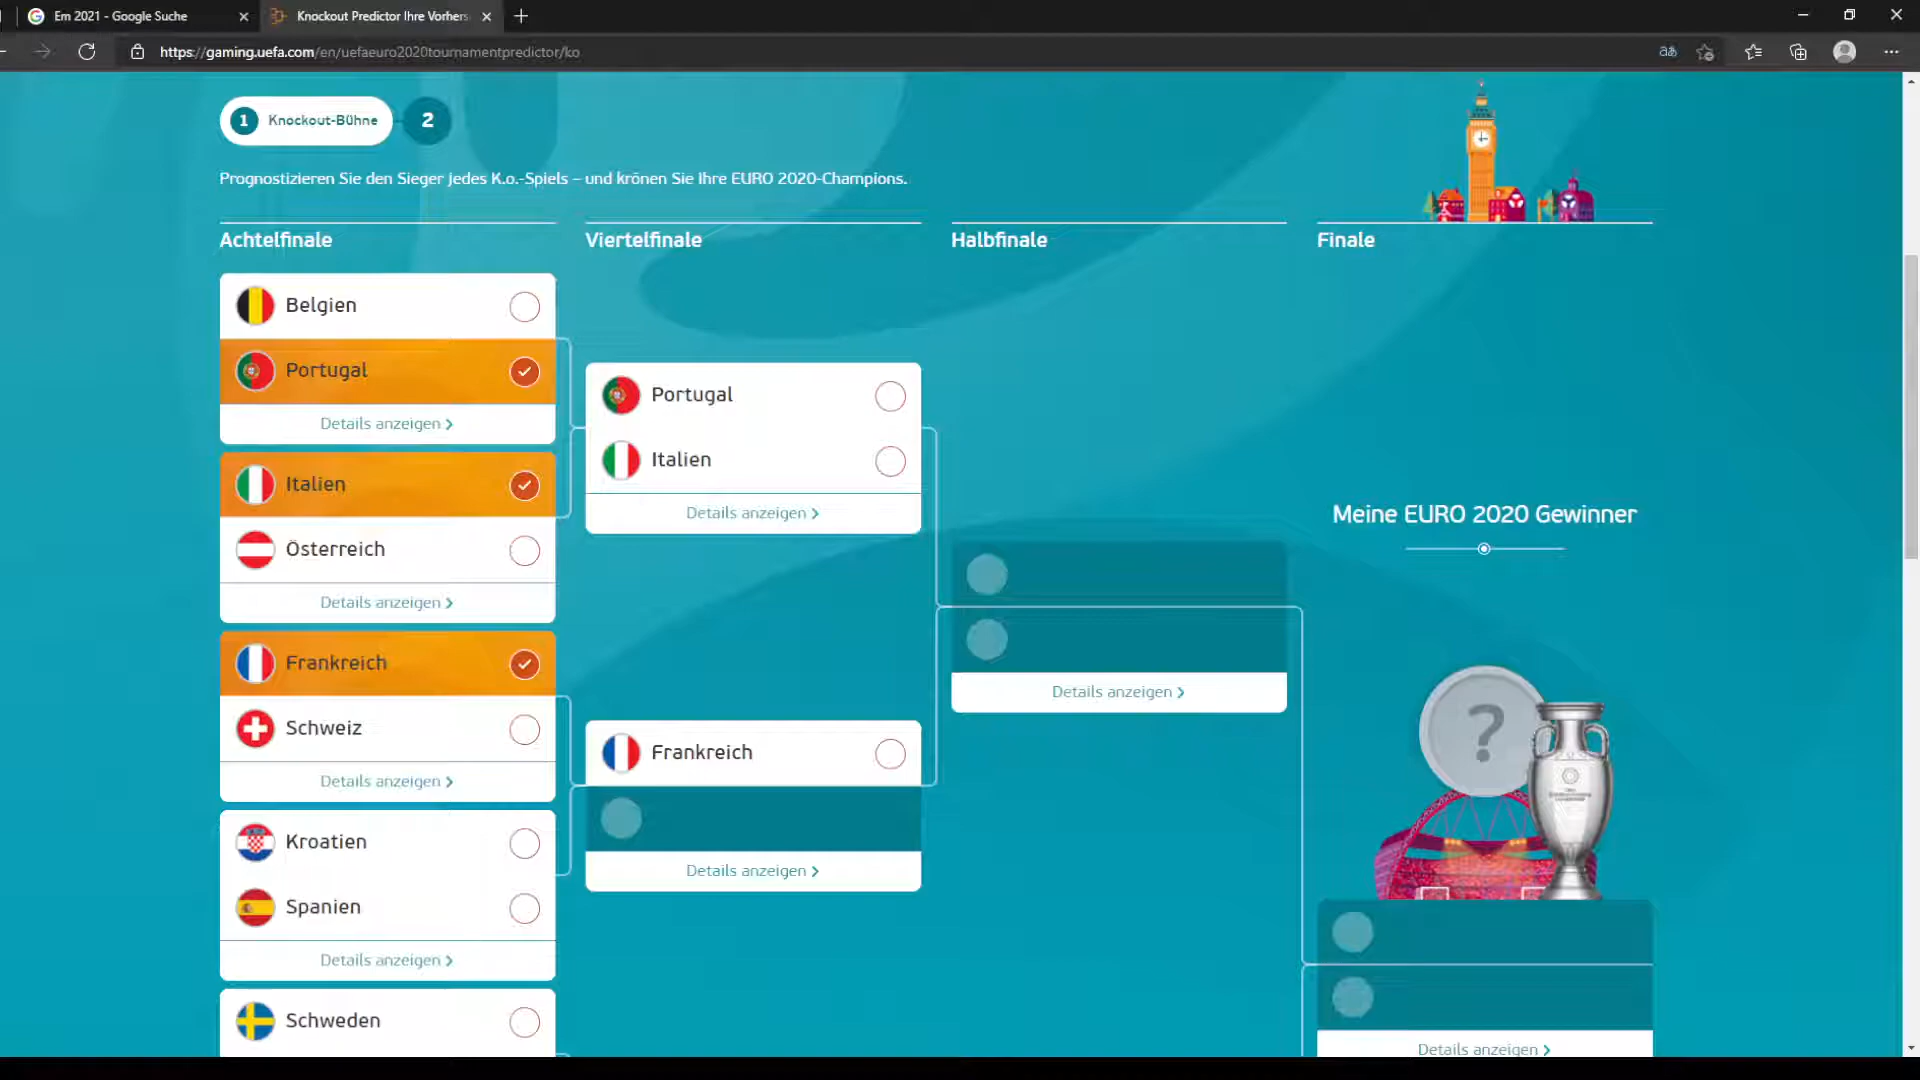 Em 2021 - Google Suche
Knockout Predictor Ihre Vorhers
https://gaming.uefa.com/en/uefaeuro2020tournamentpredictor/ko
1 Knockout-Bühne 2
Prognostizieren Sie den Sieger jedes K.o.-Spiels – und krönen Sie Ihre EURO 2020-Champions.
Achtelfinale
Viertelfinale
Halbfinale
Finale
Belgien
Portugal
Details anzeigen
Italien
Österreich
Details anzeigen
Frankreich
Schweiz
Details anzeigen
Kroatien
Spanien
Details anzeigen
Schweden
Portugal
Italien
Details anzeigen
Frankreich
Details anzeigen
Details anzeigen
Meine EURO 2020 Gewinner
?
Details anzeigen